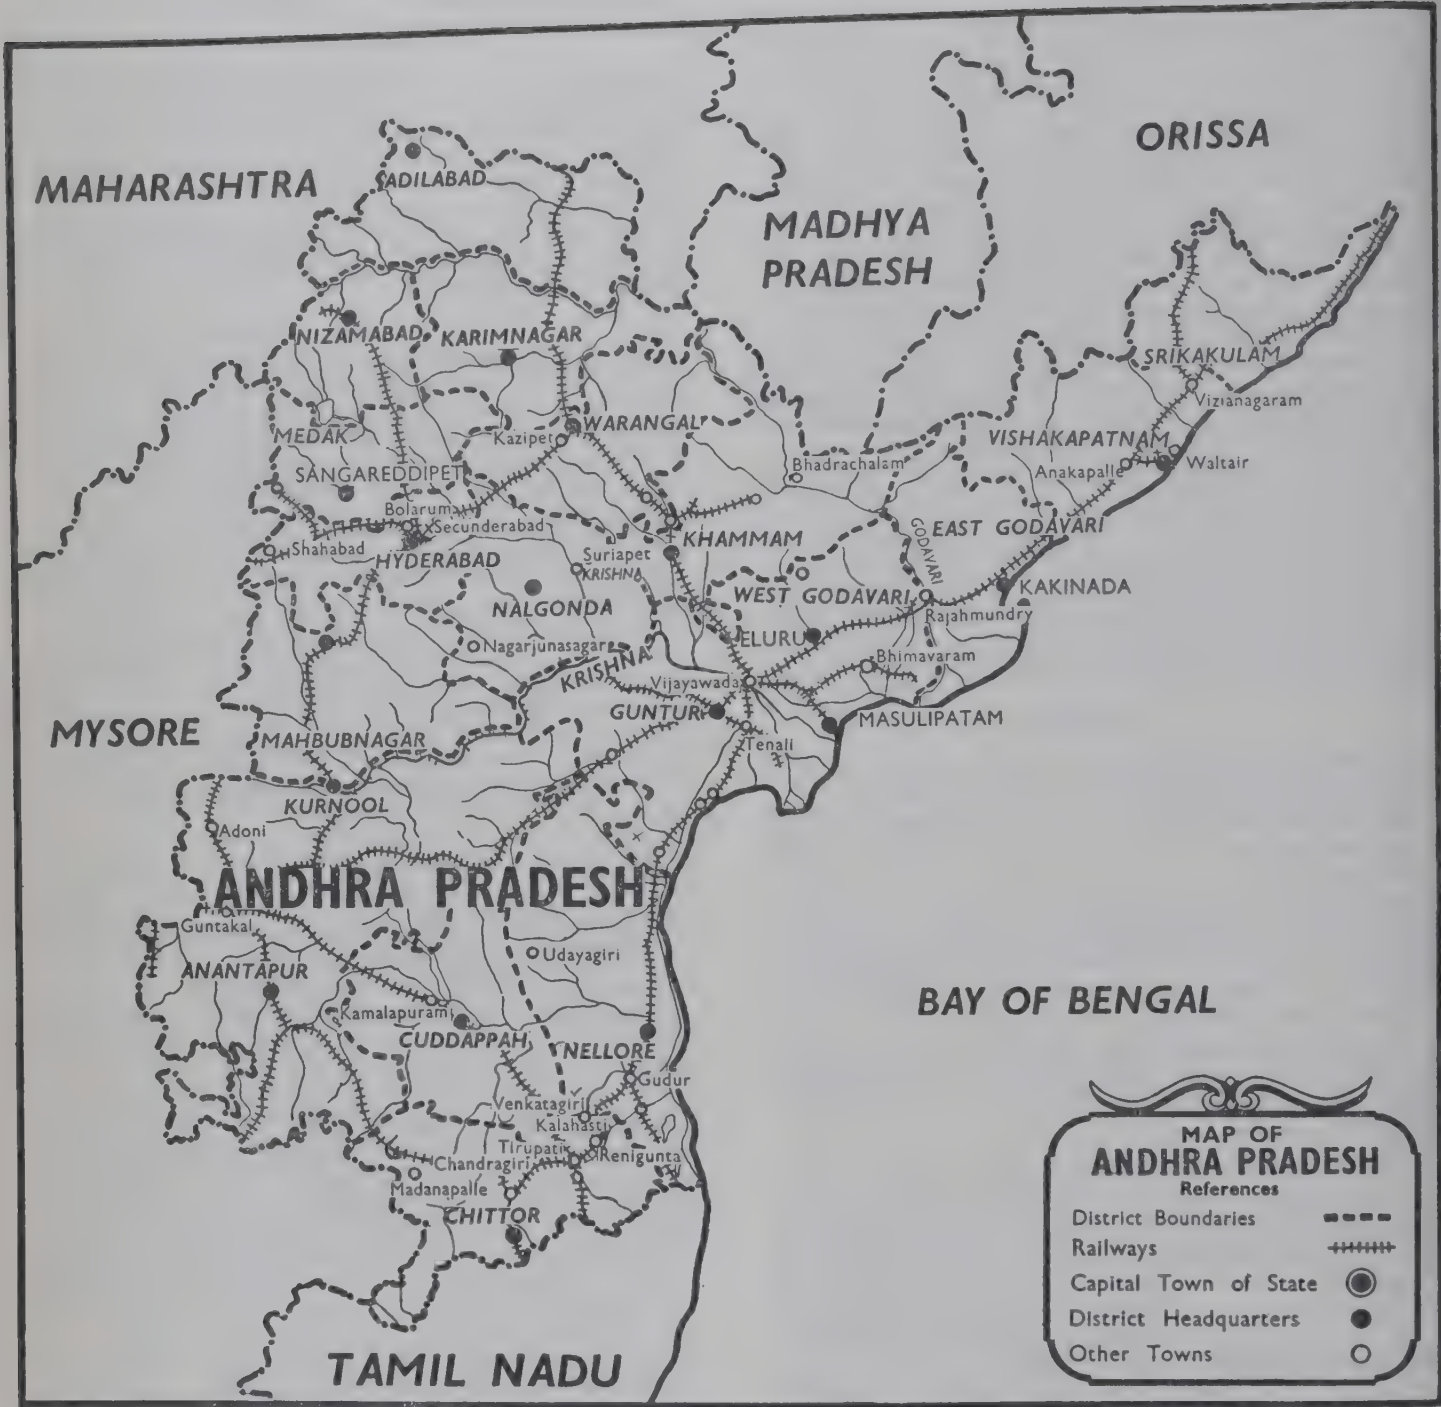 ORISSA
MAHARASHTRA
ADILABAD
MADHYA
PRADESH
NIZAMABAD
KARIMNAGAR
SRIKAKULAM
Vizianagaram
WARANGAL
Kazipet
MEDAK
VISHAKAPATNAM
Waltair
Anakapalle
Bhadrachalam
SANGAREDDIPET
Bolarum
Secunderabad
EAST GODAVARI
GODAVARI
Shahabad
HYDERABAD
KHAMMAM
Suriapet
KRISHNA
KAKINADA
WEST GODAVARI
NALGONDA
Rajahmundry
ELURU
Nagarjunasagar
Bhimavaram
KRISHNA
Vijayawada
GUNTUR
MASULIPATAM
MYSORE
MAHBUBNAGAR
Tenali
KURNOOL
Adoni
ANDHRA PRADESH
Guntakal
Udayagiri
ANANTAPUR
BAY OF BENGAL
Kamalapuram
CUDDAPPAH
NELLORE
Gudur
Venkatagiri
Kalahasti
Tirupati
Renigunta
Chandragiri
Madanapalle
CHITTOR
TAMIL NADU
MAP OF
ANDHRA PRADESH
References
District Boundaries
Railways
Capital Town of State
District Headquarters
Other Towns